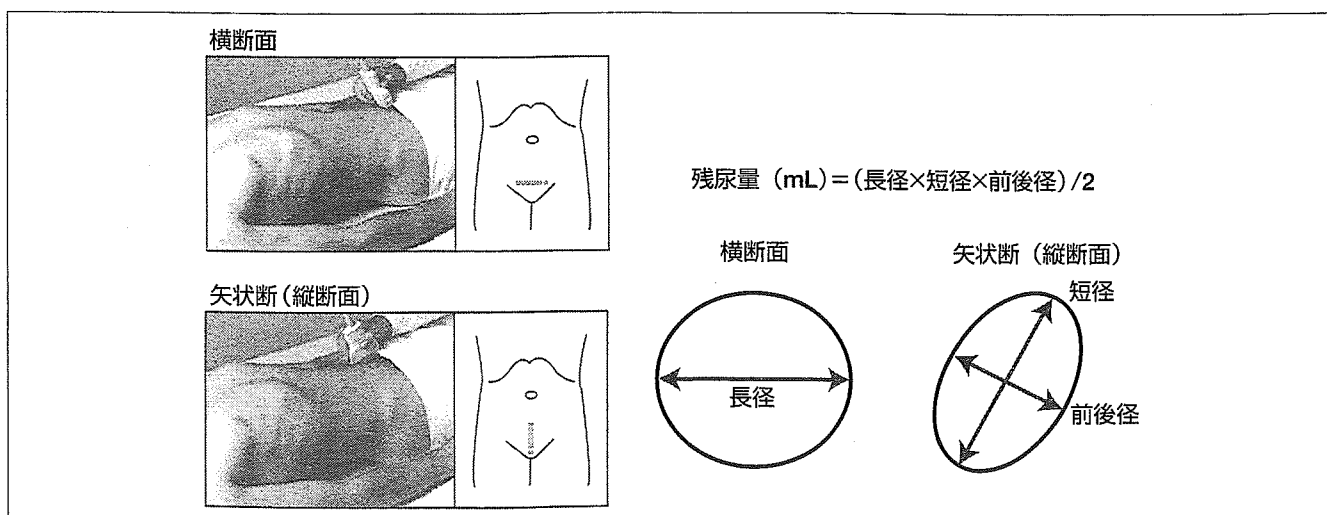 横断面
矢状断(縦断面)
残尿量 (mL)=(長径×短径×前後径)/2
横断面
長径
矢状断 (縦断面)
短径
前後径